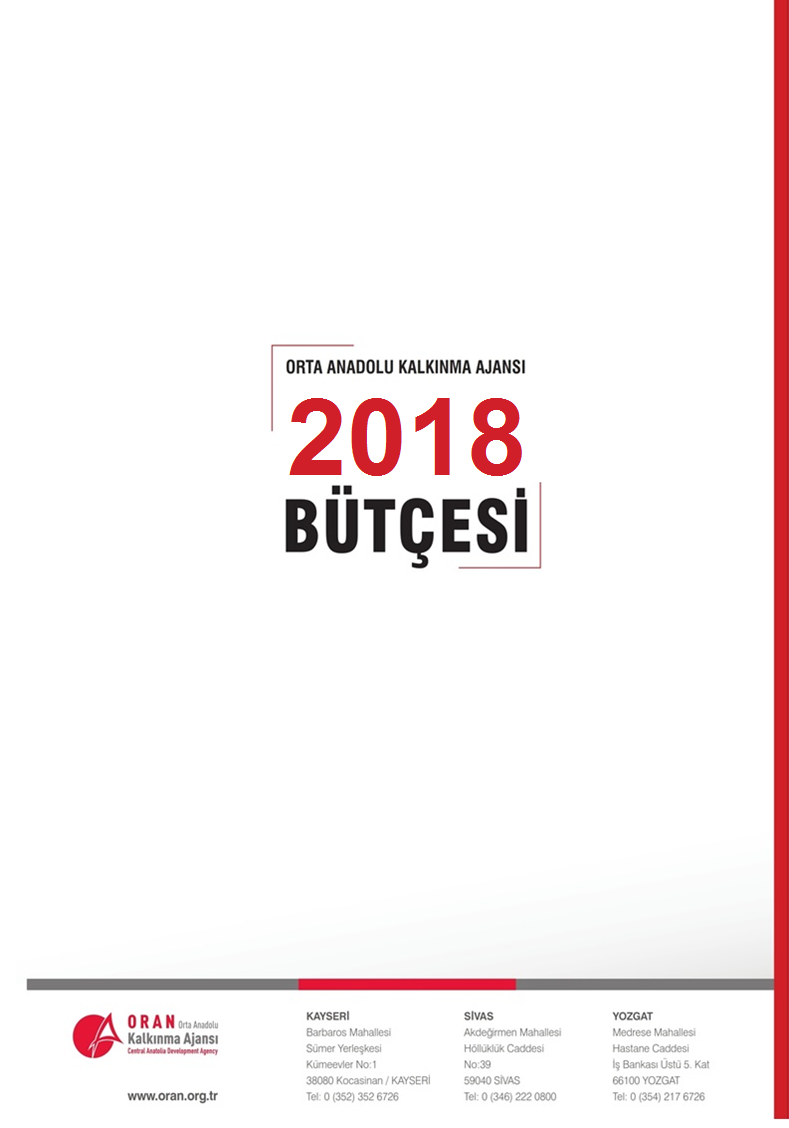 ORTA ANADOLU KALKINMA AJANSI
2018
BÜTÇESİ
ORAN Orta Anadolu
Kalkınma Ajansı
Central Anatolia Development Agency
www.oran.org.tr
KAYSERİ
Barbaros Mahallesi
Sümer Yerleşkesi
Kümeevler No:1
38080 Kocasinan / KAYSERİ
Tel: 0 (352) 352 6726
SİVAS
Akdeğirmen Mahallesi
Höllüklük Caddesi
No:39
59040 SİVAS
Tel: 0 (346) 222 0800
YOZGAT
Medrese Mahallesi
Hastane Caddesi
İş Bankası Üstü 5. Kat
66100 YOZGAT
Tel: 0 (354) 217 6726